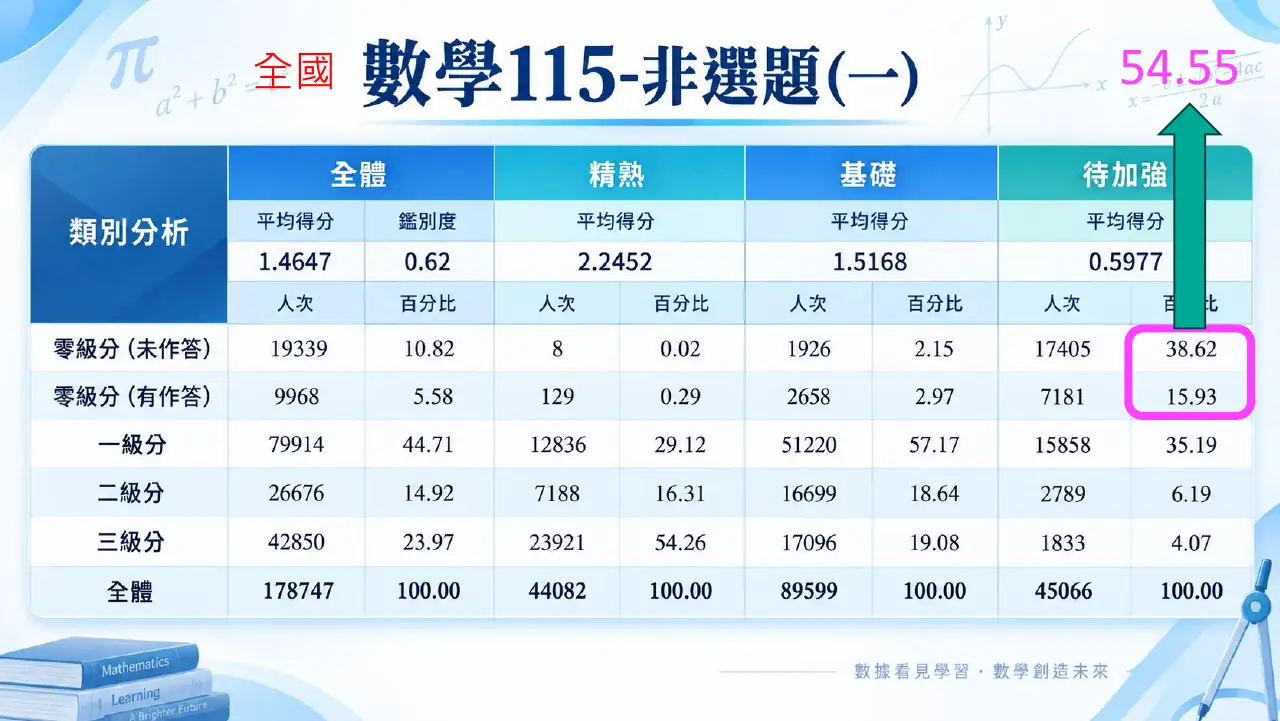 全國 數學115-非選題(一) 54.55
類別分析 全體 精熟 基礎 待加強
平均得分 鑑別度 平均得分 平均得分 平均得分
1.4647 0.62 2.2452 1.5168 0.5977
人次 百分比 人次 百分比 人次 百分比 人次 百 比
零級分(未作答) 19339 10.82 8 0.02 1926 2.15 17405 38.62
零級分(有作答) 9968 5.58 129 0.29 2658 2.97 7181 15.93
一級分 79914 44.71 12836 29.12 51220 57.17 15858 35.19
二級分 26676 14.92 7188 16.31 16699 18.64 2789 6.19
三級分 42850 23.97 23921 54.26 17096 19.08 1833 4.07
全體 178747 100.00 44082 100.00 89599 100.00 45066 100.00
Mathematics
Learning
A Brighter Future
數據看見學習・數學創造未來